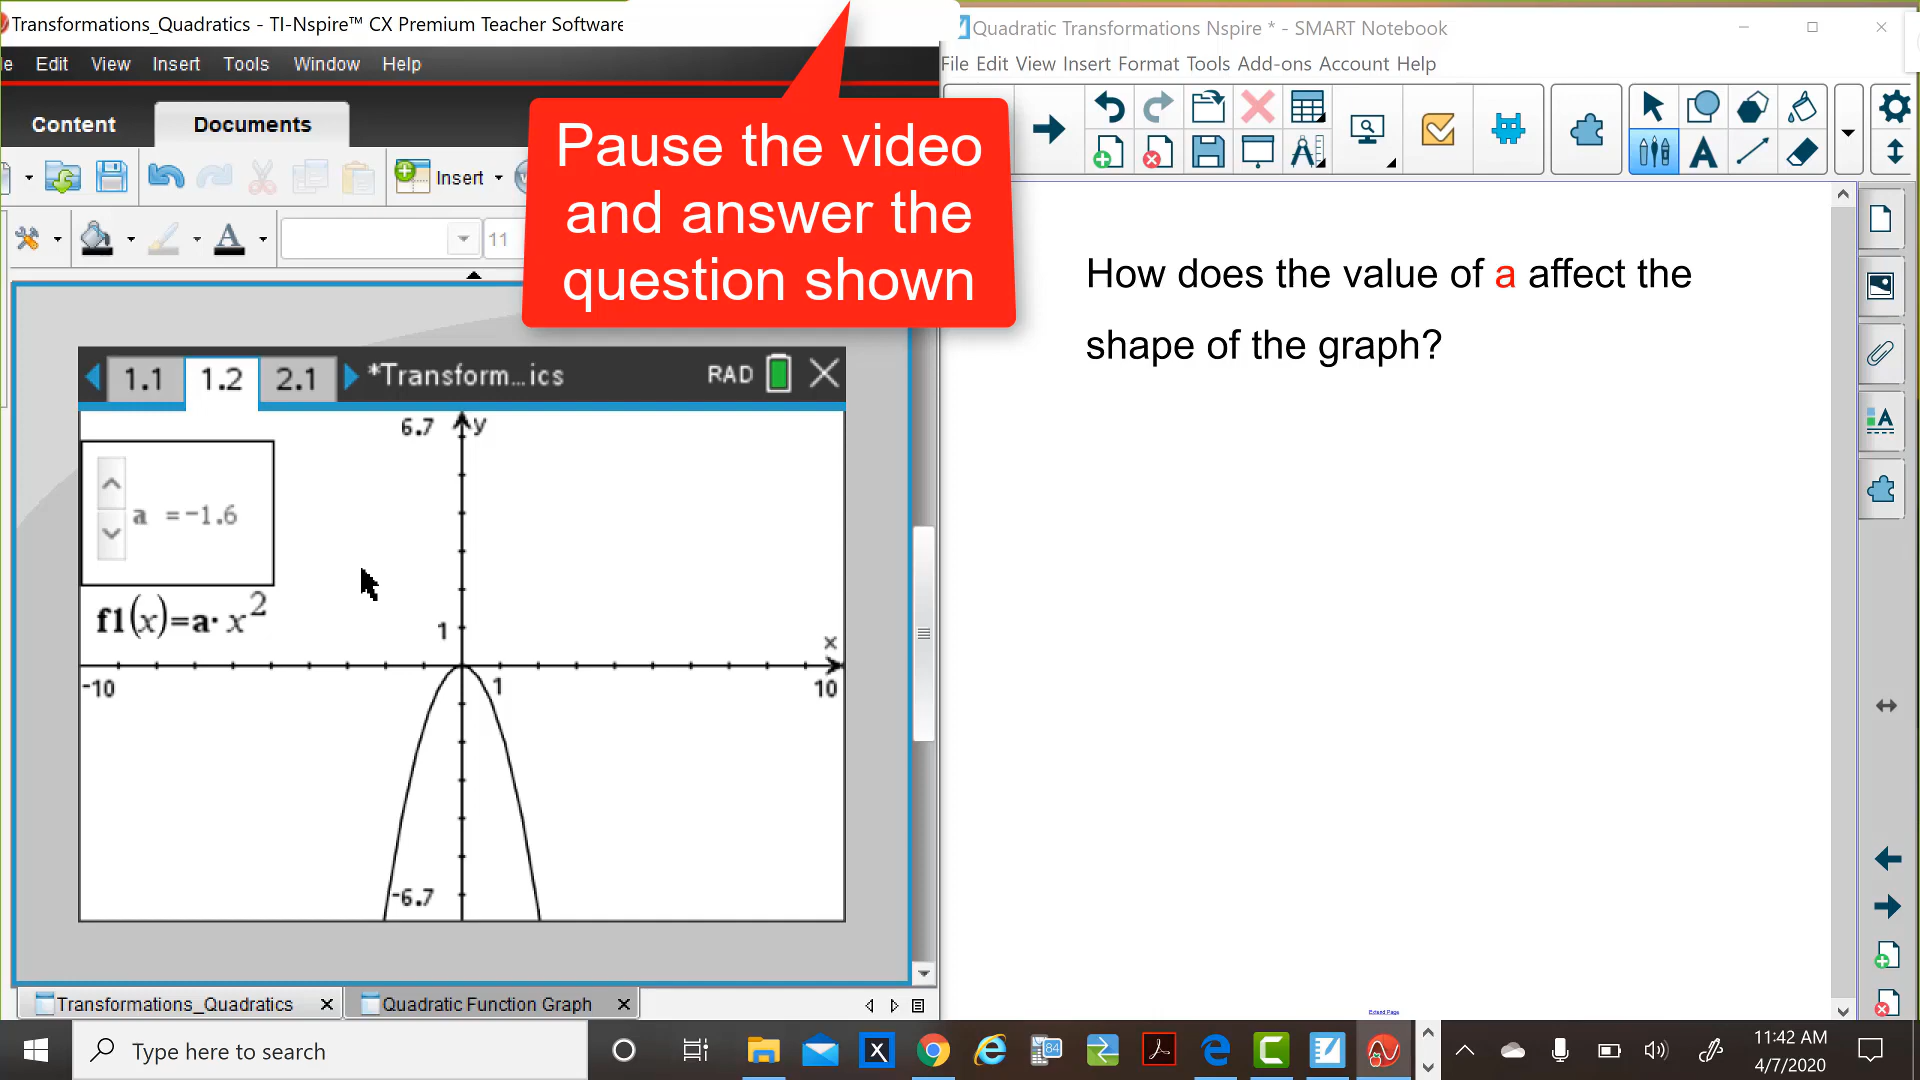 Transformations_Quadratics - TI-Nspire™ CX Premium Teacher Software
Edit View Insert Tools Window Help
Content Documents
Insert
11
Pause the video
and answer the
question shown
1.1 1.2 2.1 *Transform...ics RAD
6.7 y
a =-1.6
f1(x)=a·x²
1
x
-10 1 10
-6.7
Transformations_Quadratics Quadratic Function Graph
Quadratic Transformations Nspire * - SMART Notebook
File Edit View Insert Format Tools Add-ons Account Help
How does the value of a affect the
shape of the graph?
Extend Page
Type here to search
84
11:42 AM
4/7/2020